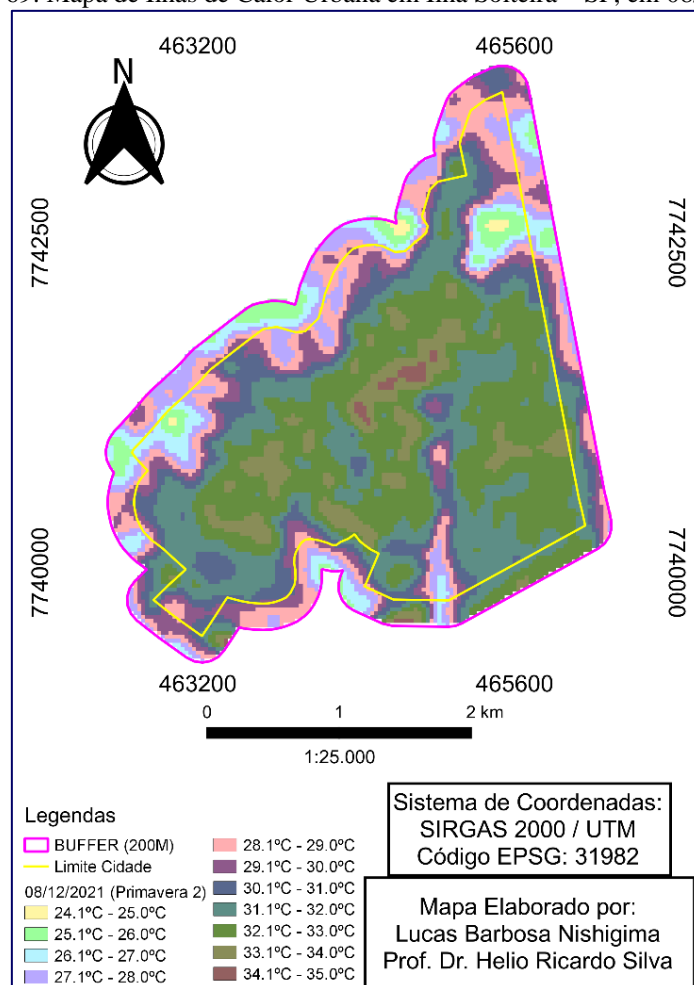 Mapa de Ilhas de Calor Urbana em Ilha Solteira – SP, em
463200 465600
N
7742500 7742500
7740000 7740000
463200 465600
0 1 2 km
1:25.000
Legendas
BUFFER (200M)
Limite Cidade
08/12/2021 (Primavera 2)
24.1ºC - 25.0ºC
25.1ºC - 26.0ºC
26.1ºC - 27.0ºC
27.1ºC - 28.0ºC
28.1ºC - 29.0ºC
29.1ºC - 30.0ºC
30.1ºC - 31.0ºC
31.1ºC - 32.0ºC
32.1ºC - 33.0ºC
33.1ºC - 34.0ºC
34.1ºC - 35.0ºC
Sistema de Coordenadas:
SIRGAS 2000 / UTM
Código EPSG: 31982
Mapa Elaborado por:
Lucas Barbosa Nishigima
Prof. Dr. Helio Ricardo Silva